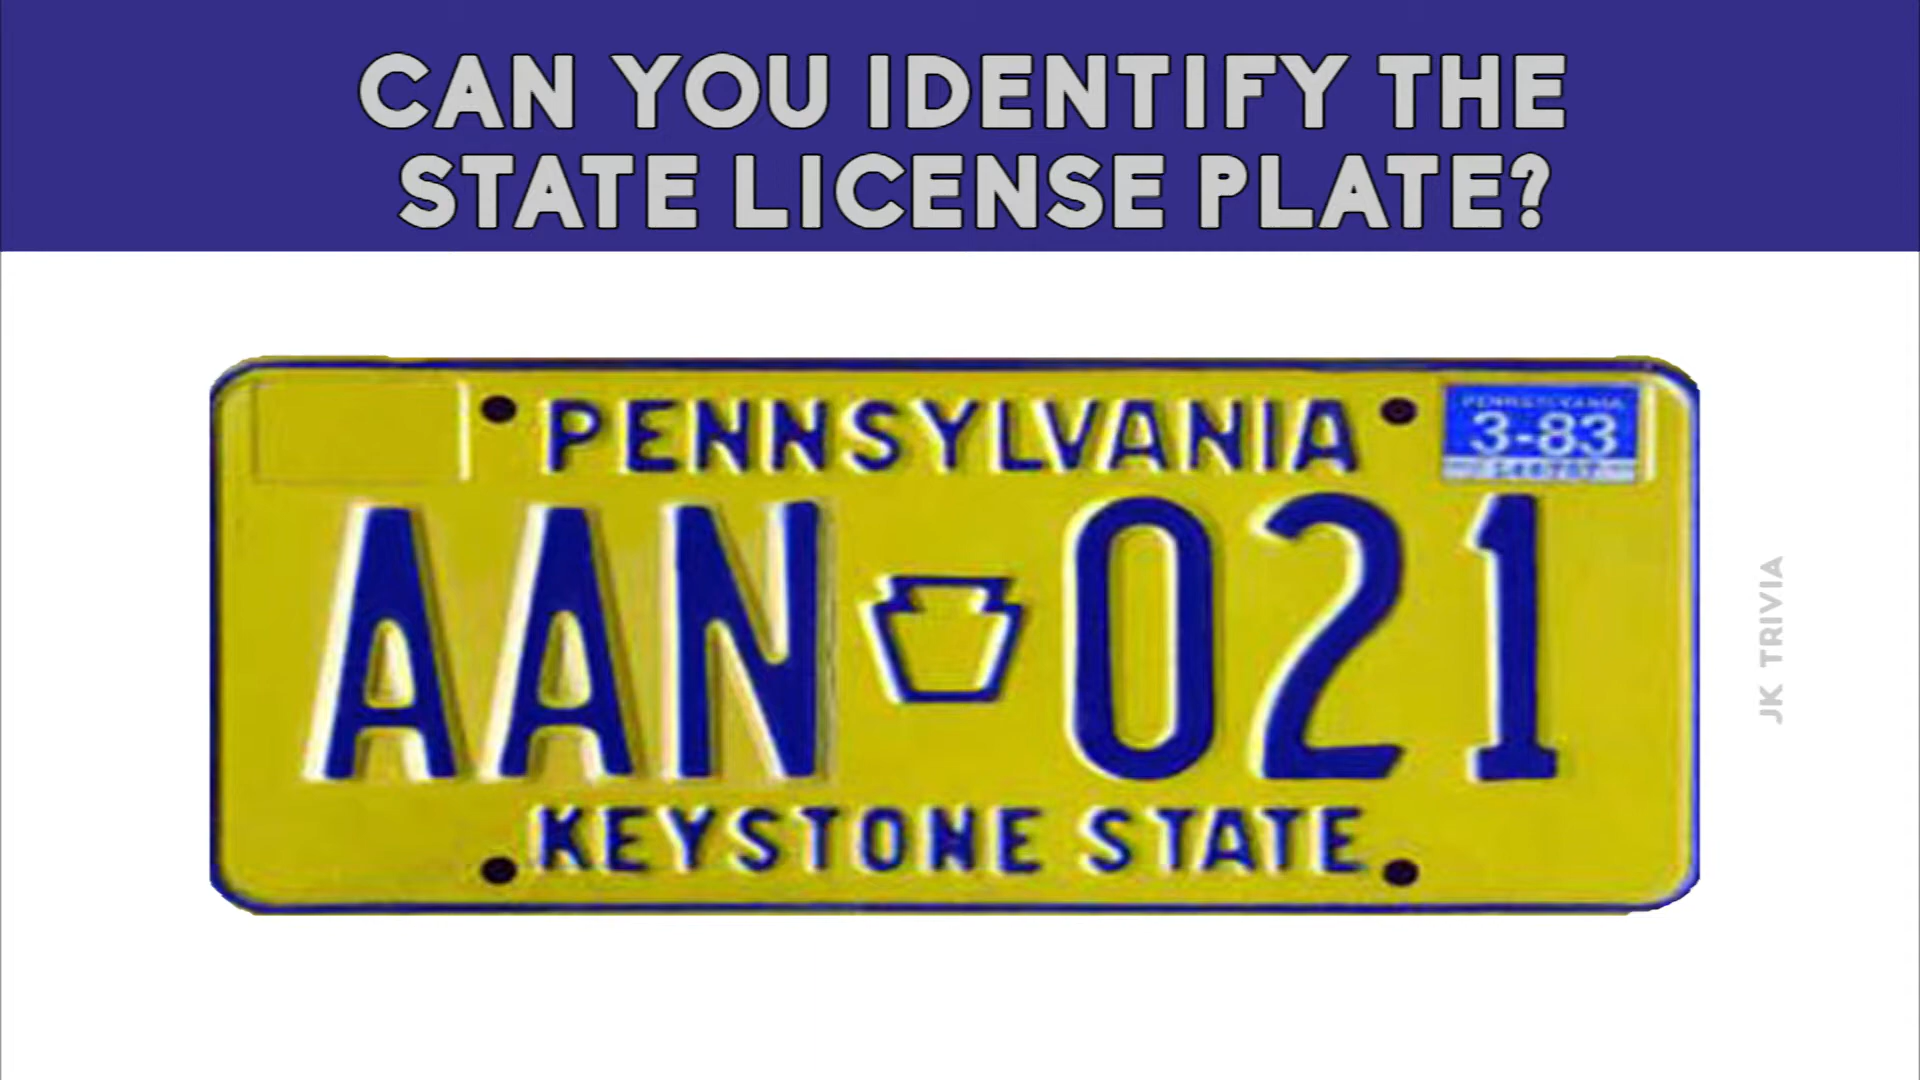 CAN YOU IDENTIFY THE
STATE LICENSE PLATE?
PENNSYLVANIA
PENNSYLVANIA
3-83
AAN 021
KEYSTONE STATE
JK TRIVIA